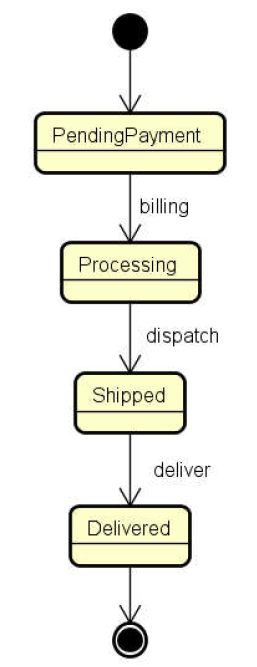 PendingPayment
billing
Processing
dispatch
Shipped
deliver
Delivered